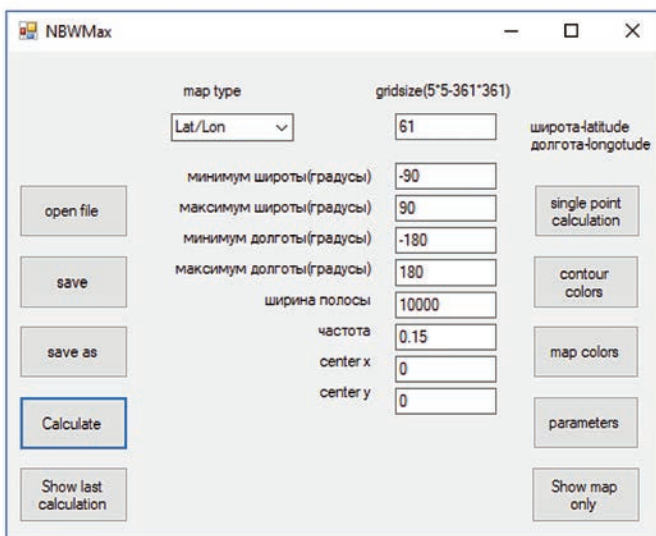 NBWMax
map type
gridsize(5*5-361*361)
Lat/Lon
61
широта-latitude
долгота-longotude
минимум широты(градусы)
-90
максимум широты(градусы)
90
минимум долготы(градусы)
-180
максимум долготы(градусы)
180
ширина полосы
10000
частота
0.15
center x
0
center y
0
open file
save
save as
Calculate
Show last
calculation
single point
calculation
contour
colors
map colors
parameters
Show map
only